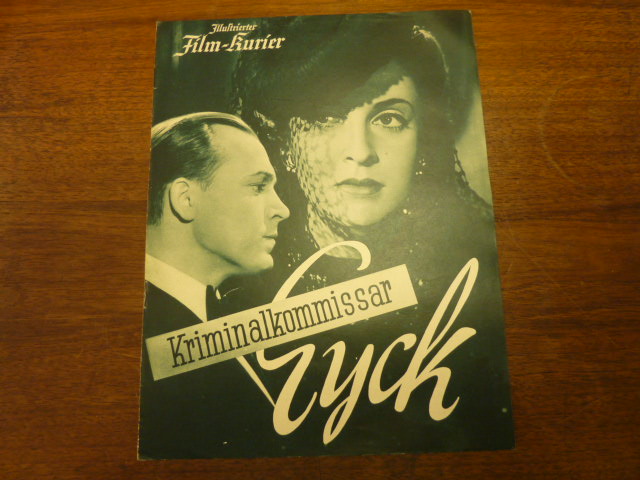 Illustrierter
Film-Kurier
Kriminalkommissar
Eyck